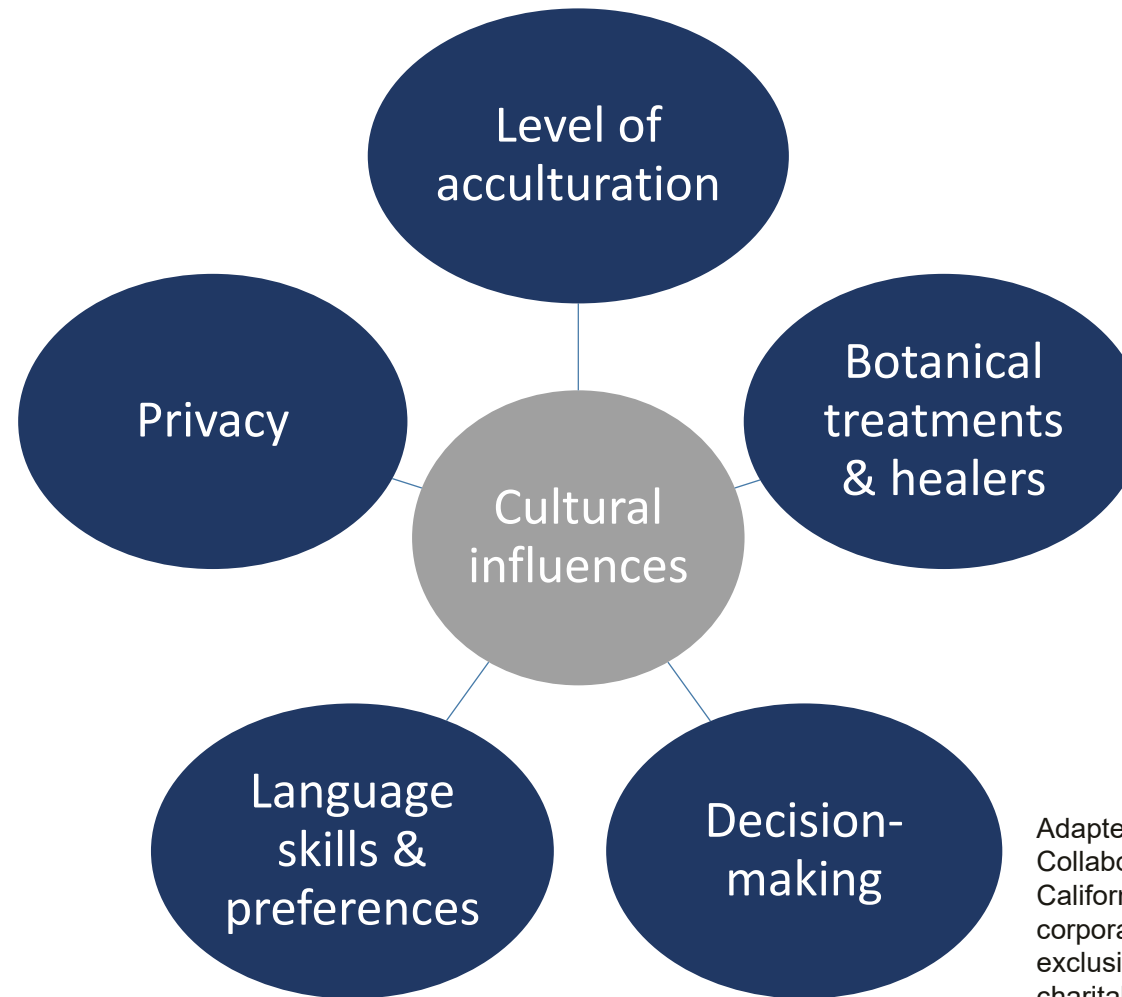 Level of
acculturation
Botanical
treatments
& healers
Privacy
Cultural
influences
Language
skills &
preferences
Decision-
making